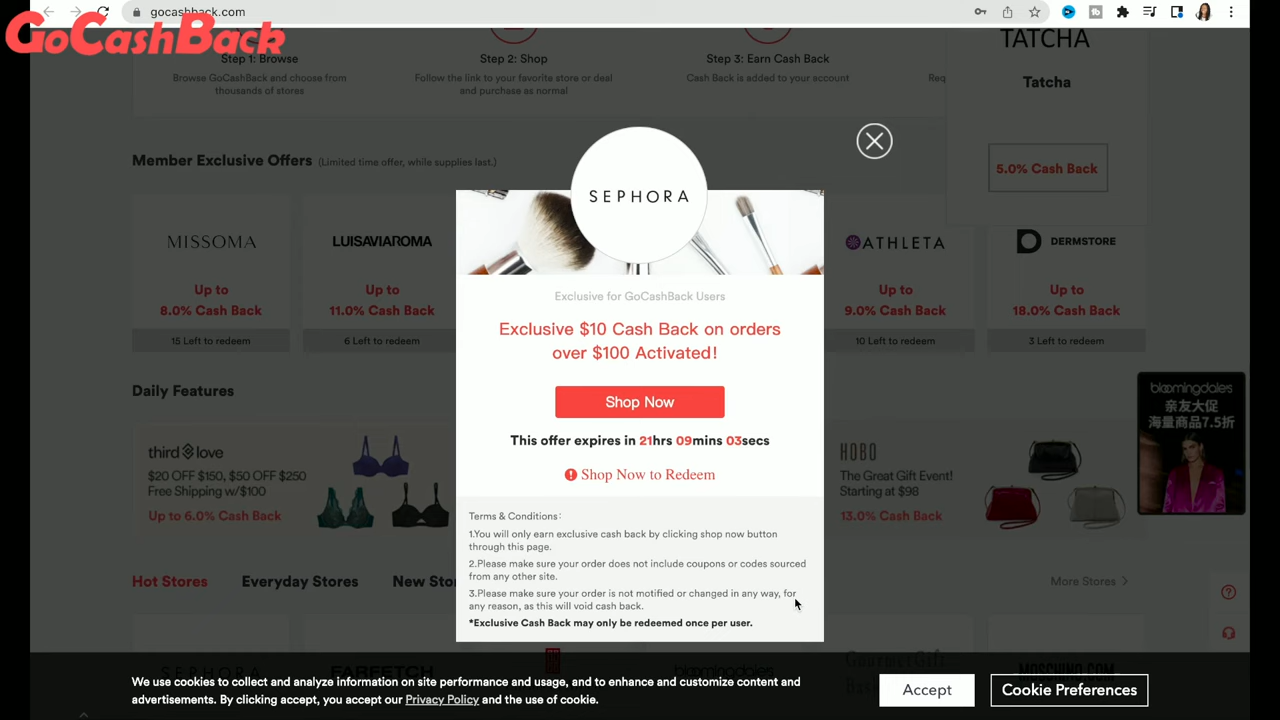 gocashback.com
GoCashBack
Step 1: Browse
Browse GoCashBack and choose from
thousands of stores
Step 2: Shop
Follow the link to your favorite store or deal
and purchase as normal
Step 3: Earn Cash Back
Cash Back is added to your account
Req
TATCHA
Tatcha
5.0% Cash Back
Member Exclusive Offers (Limited time offer, while supplies last.)
MISSOMA
Up to
8.0% Cash Back
15 Left to redeem
LUISAVIAROMA
Up to
11.0% Cash Back
6 Left to redeem
ATHLETA
Up to
9.0% Cash Back
10 Left to redeem
DERMSTORE
Up to
18.0% Cash Back
3 Left to redeem
SEPHORA
Exclusive for GoCashBack Users
Exclusive $10 Cash Back on orders
over $100 Activated!
Shop Now
This offer expires in 21hrs 09mins 03secs
Shop Now to Redeem
Terms & Conditions:
1.You will only earn exclusive cash back by clicking shop now button
through this page.
2.Please make sure your order does not include coupons or codes sourced
from any other site.
3.Please make sure your order is not motified or changed in any way, for
any reason, as this will void cash back.
*Exclusive Cash Back may only be redeemed once per user.
Daily Features
third love
$20 OFF $150, $50 OFF $250
Free Shipping w/$100
Up to 6.0% Cash Back
HOBO
The Great Gift Event!
Starting at $98
13.0% Cash Back
bloomingdales
亲友大促
海量商品7.5折
Hot Stores
Everyday Stores
New Sto
More Stores
SEPHORA
FARFETCH
bloomingdales
MOSCHINO.COM
We use cookies to collect and analyze information on site performance and usage, and to enhance and customize content and
advertisements. By clicking accept, you accept our Privacy Policy and the use of cookie.
Accept
Cookie Preferences